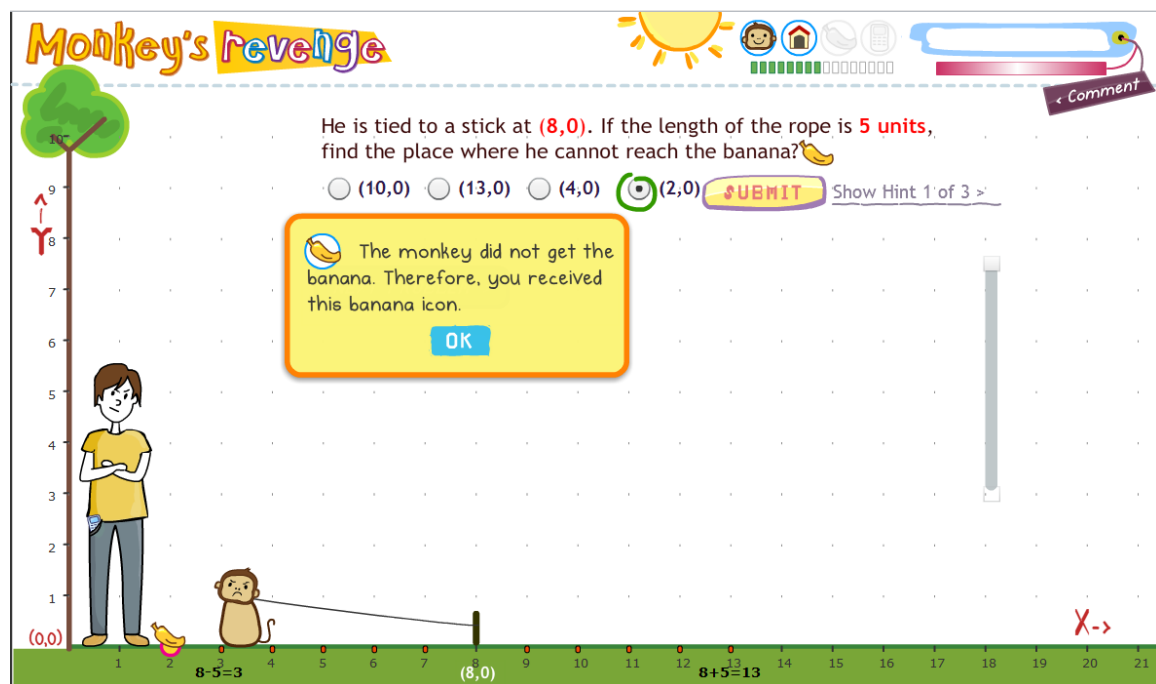 Monkey's revenge
‹ Comment
He is tied to a stick at (8,0). If the length of the rope is 5 units,
find the place where he cannot reach the banana?
(10,0) (13,0) (4,0) (2,0) SUBMIT Show Hint 1 of 3 >
The monkey did not get the
banana. Therefore, you received
this banana icon.
OK
10
9
Y->
8
7
6
5
4
3
2
1
(0,0)
X->
1 2 3 4 5 6 7 8 9 10 11 12 13 14 15 16 17 18 19 20 21
8-5=3 (8,0) 8+5=13